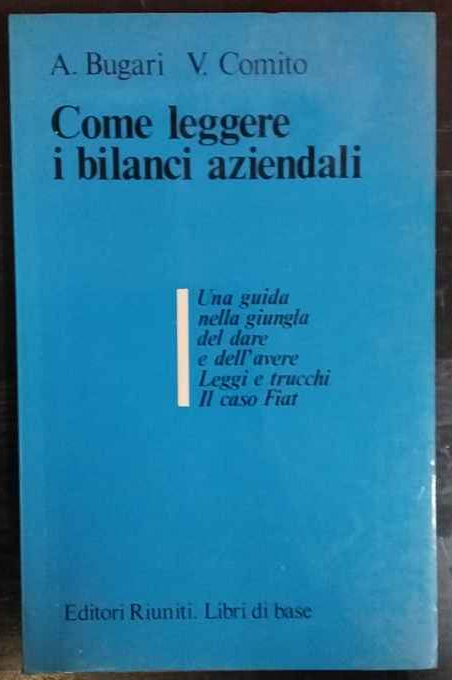 A. Bugari V. Comito
Come leggere
i bilanci aziendali
Una guida
nella giungla
del dare
e dell'avere
Leggi e trucchi
Il caso Fiat
Editori Riuniti. Libri di base